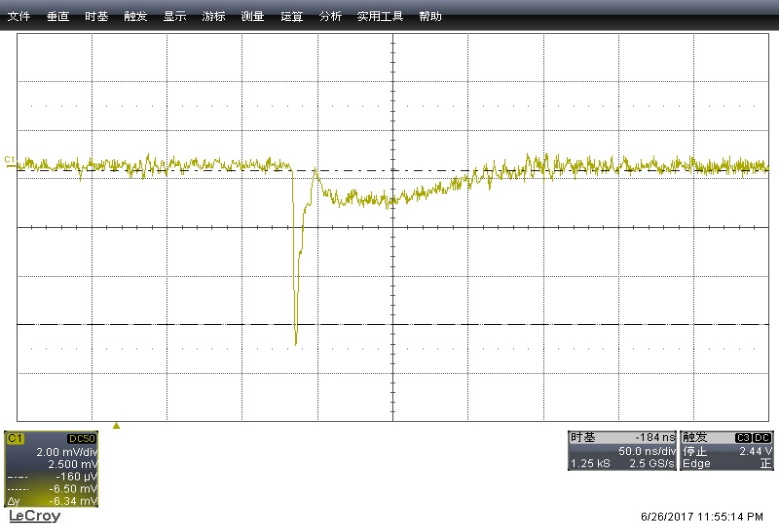 文件 垂直 时基 触发 显示 游标 测量 运算 分析 实用工具 帮助
C1
C1 DC50
2.00 mV/div
2.500 mV
-160 µV
-6.50 mV
Δy -6.34 mV
时基 -184 ns
50.0 ns/div
1.25 kS 2.5 GS/s
触发 C3 DC
停止 2.44 V
Edge 正
LeCroy
6/26/2017 11:55:14 PM